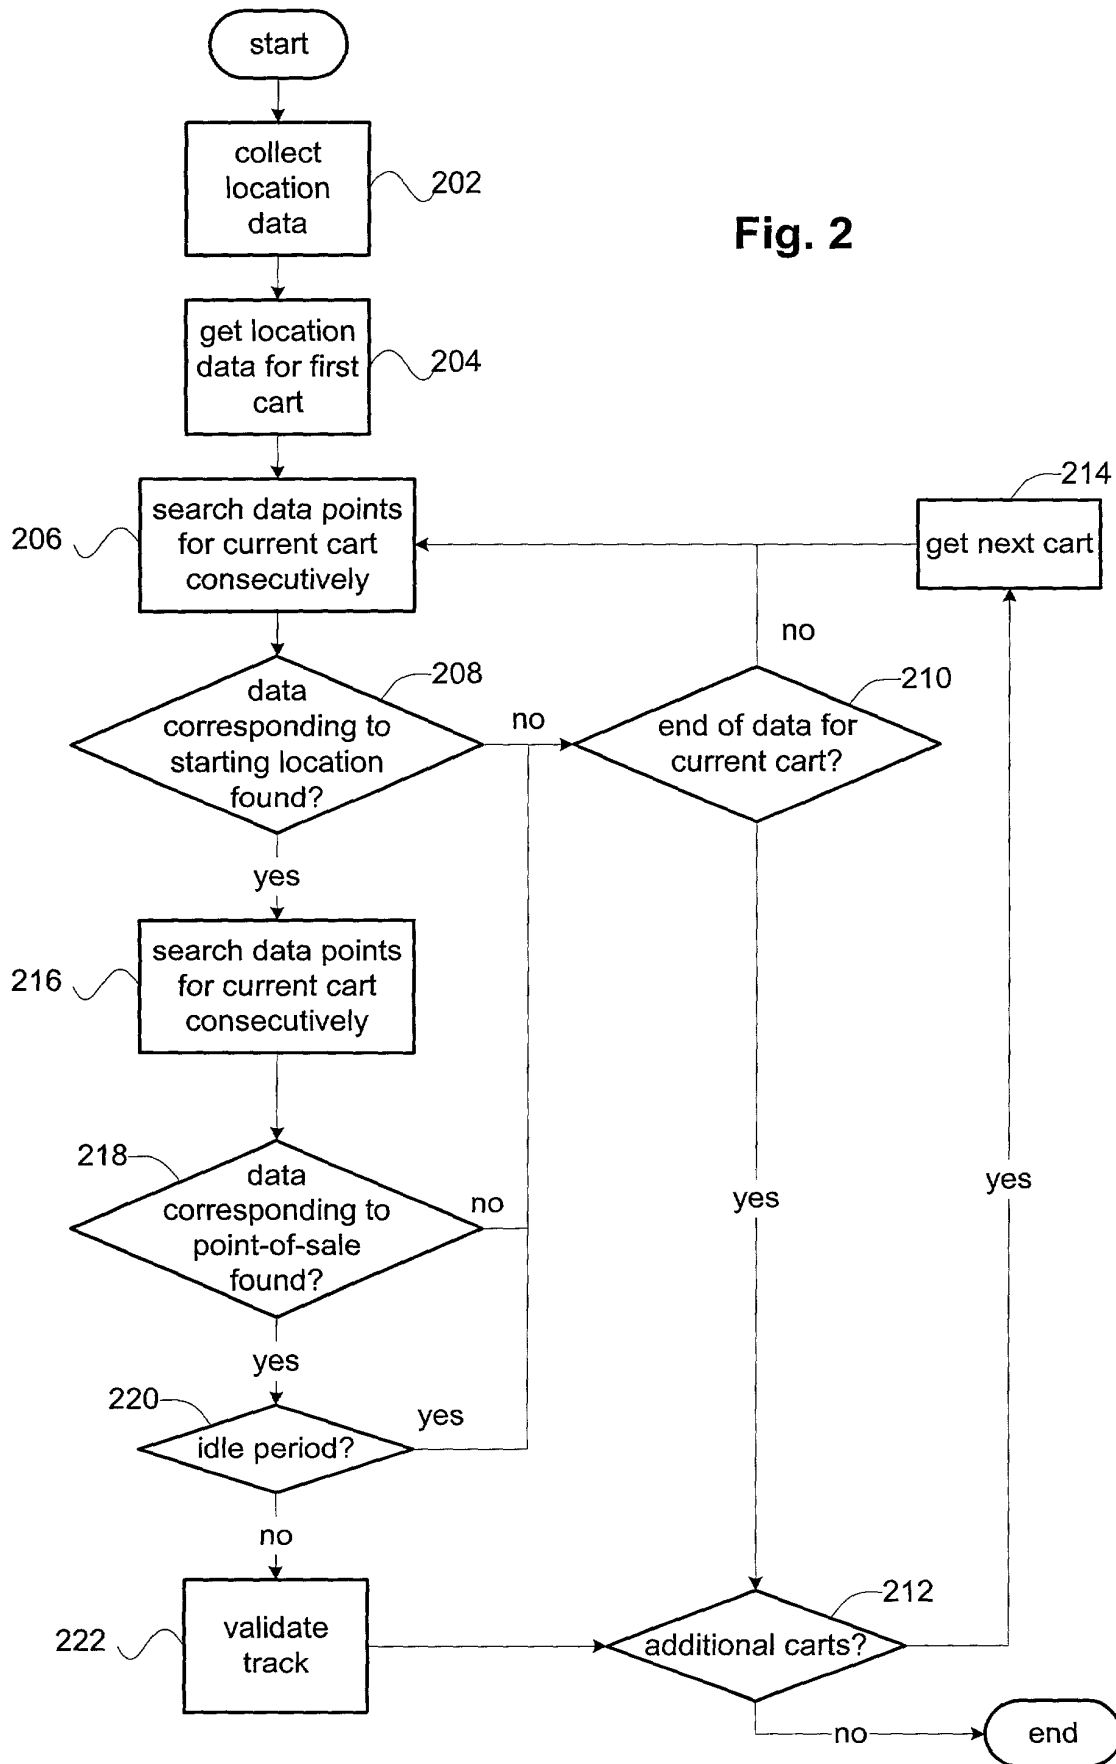 start
collect
location
data
202
Fig. 2
get location
data for first
cart
204
search data points
for current cart
consecutively
206
214
get next cart
no
data
corresponding to
starting location
found?
208
no
end of data for
current cart?
210
yes
search data points
for current cart
consecutively
216
data
corresponding to
point-of-sale
found?
218
no
yes
yes
yes
idle period?
220
yes
no
validate
track
222
additional carts?
212
no
end